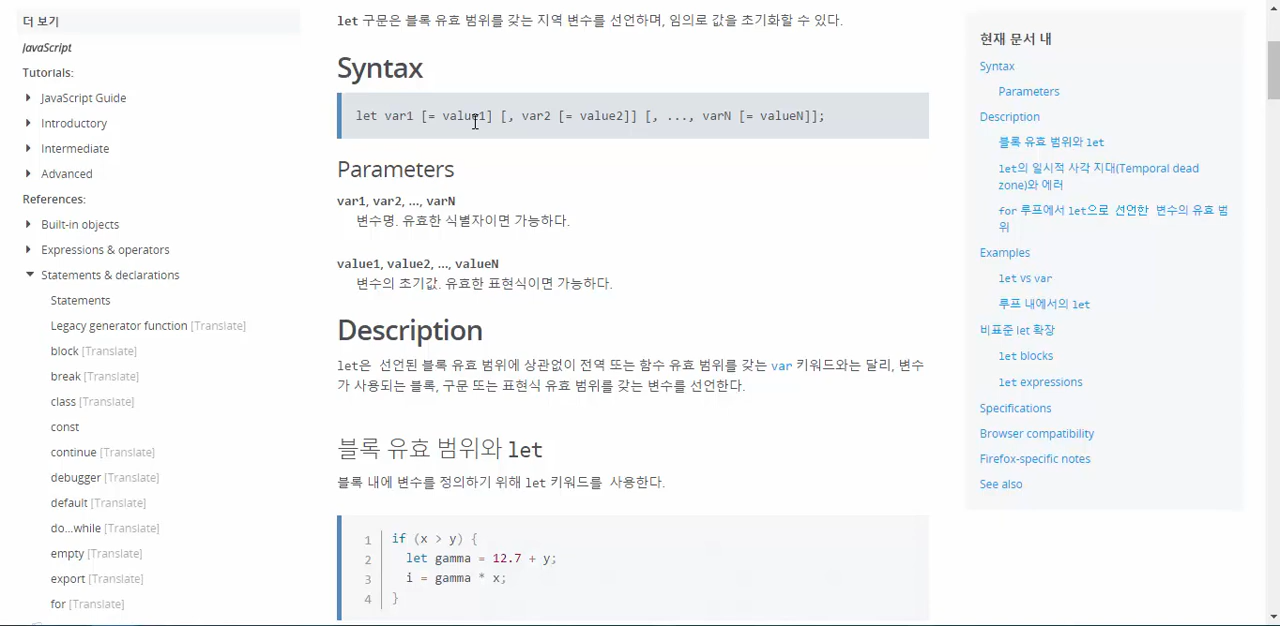 더 보기
JavaScript
Tutorials:
JavaScript Guide
Introductory
Intermediate
Advanced
References:
Built-in objects
Expressions & operators
Statements & declarations
Statements
Legacy generator function [Translate]
block [Translate]
break [Translate]
class [Translate]
const
continue [Translate]
debugger [Translate]
default [Translate]
do...while [Translate]
empty [Translate]
export [Translate]
for [Translate]
let 구문은 블록 유효 범위를 갖는 지역 변수를 선언하며, 임의로 값을 초기화할 수 있다.
Syntax
let var1 [= value1] [, var2 [= value2]] [, ..., varN [= valueN]];
Parameters
var1, var2, ..., varN
변수명. 유효한 식별자이면 가능하다.
value1, value2, ..., valueN
변수의 초기값. 유효한 표현식이면 가능하다.
Description
let은 선언된 블록 유효 범위에 상관없이 전역 또는 함수 유효 범위를 갖는 var 키워드와는 달리, 변수
가 사용되는 블록, 구문 또는 표현식 유효 범위를 갖는 변수를 선언한다.
블록 유효 범위와 let
블록 내에 변수를 정의하기 위해 let 키워드를 사용한다.
1 if (x > y) {
2 let gamma = 12.7 + y;
3 i = gamma * x;
4 }
현재 문서 내
Syntax
Parameters
Description
블록 유효 범위와 let
let의 일시적 사각 지대(Temporal dead
zone)와 에러
for 루프에서 let으로 선언한 변수의 유효 범
위
Examples
let vs var
루프 내에서의 let
비표준 let 확장
let blocks
let expressions
Specifications
Browser compatibility
Firefox-specific notes
See also